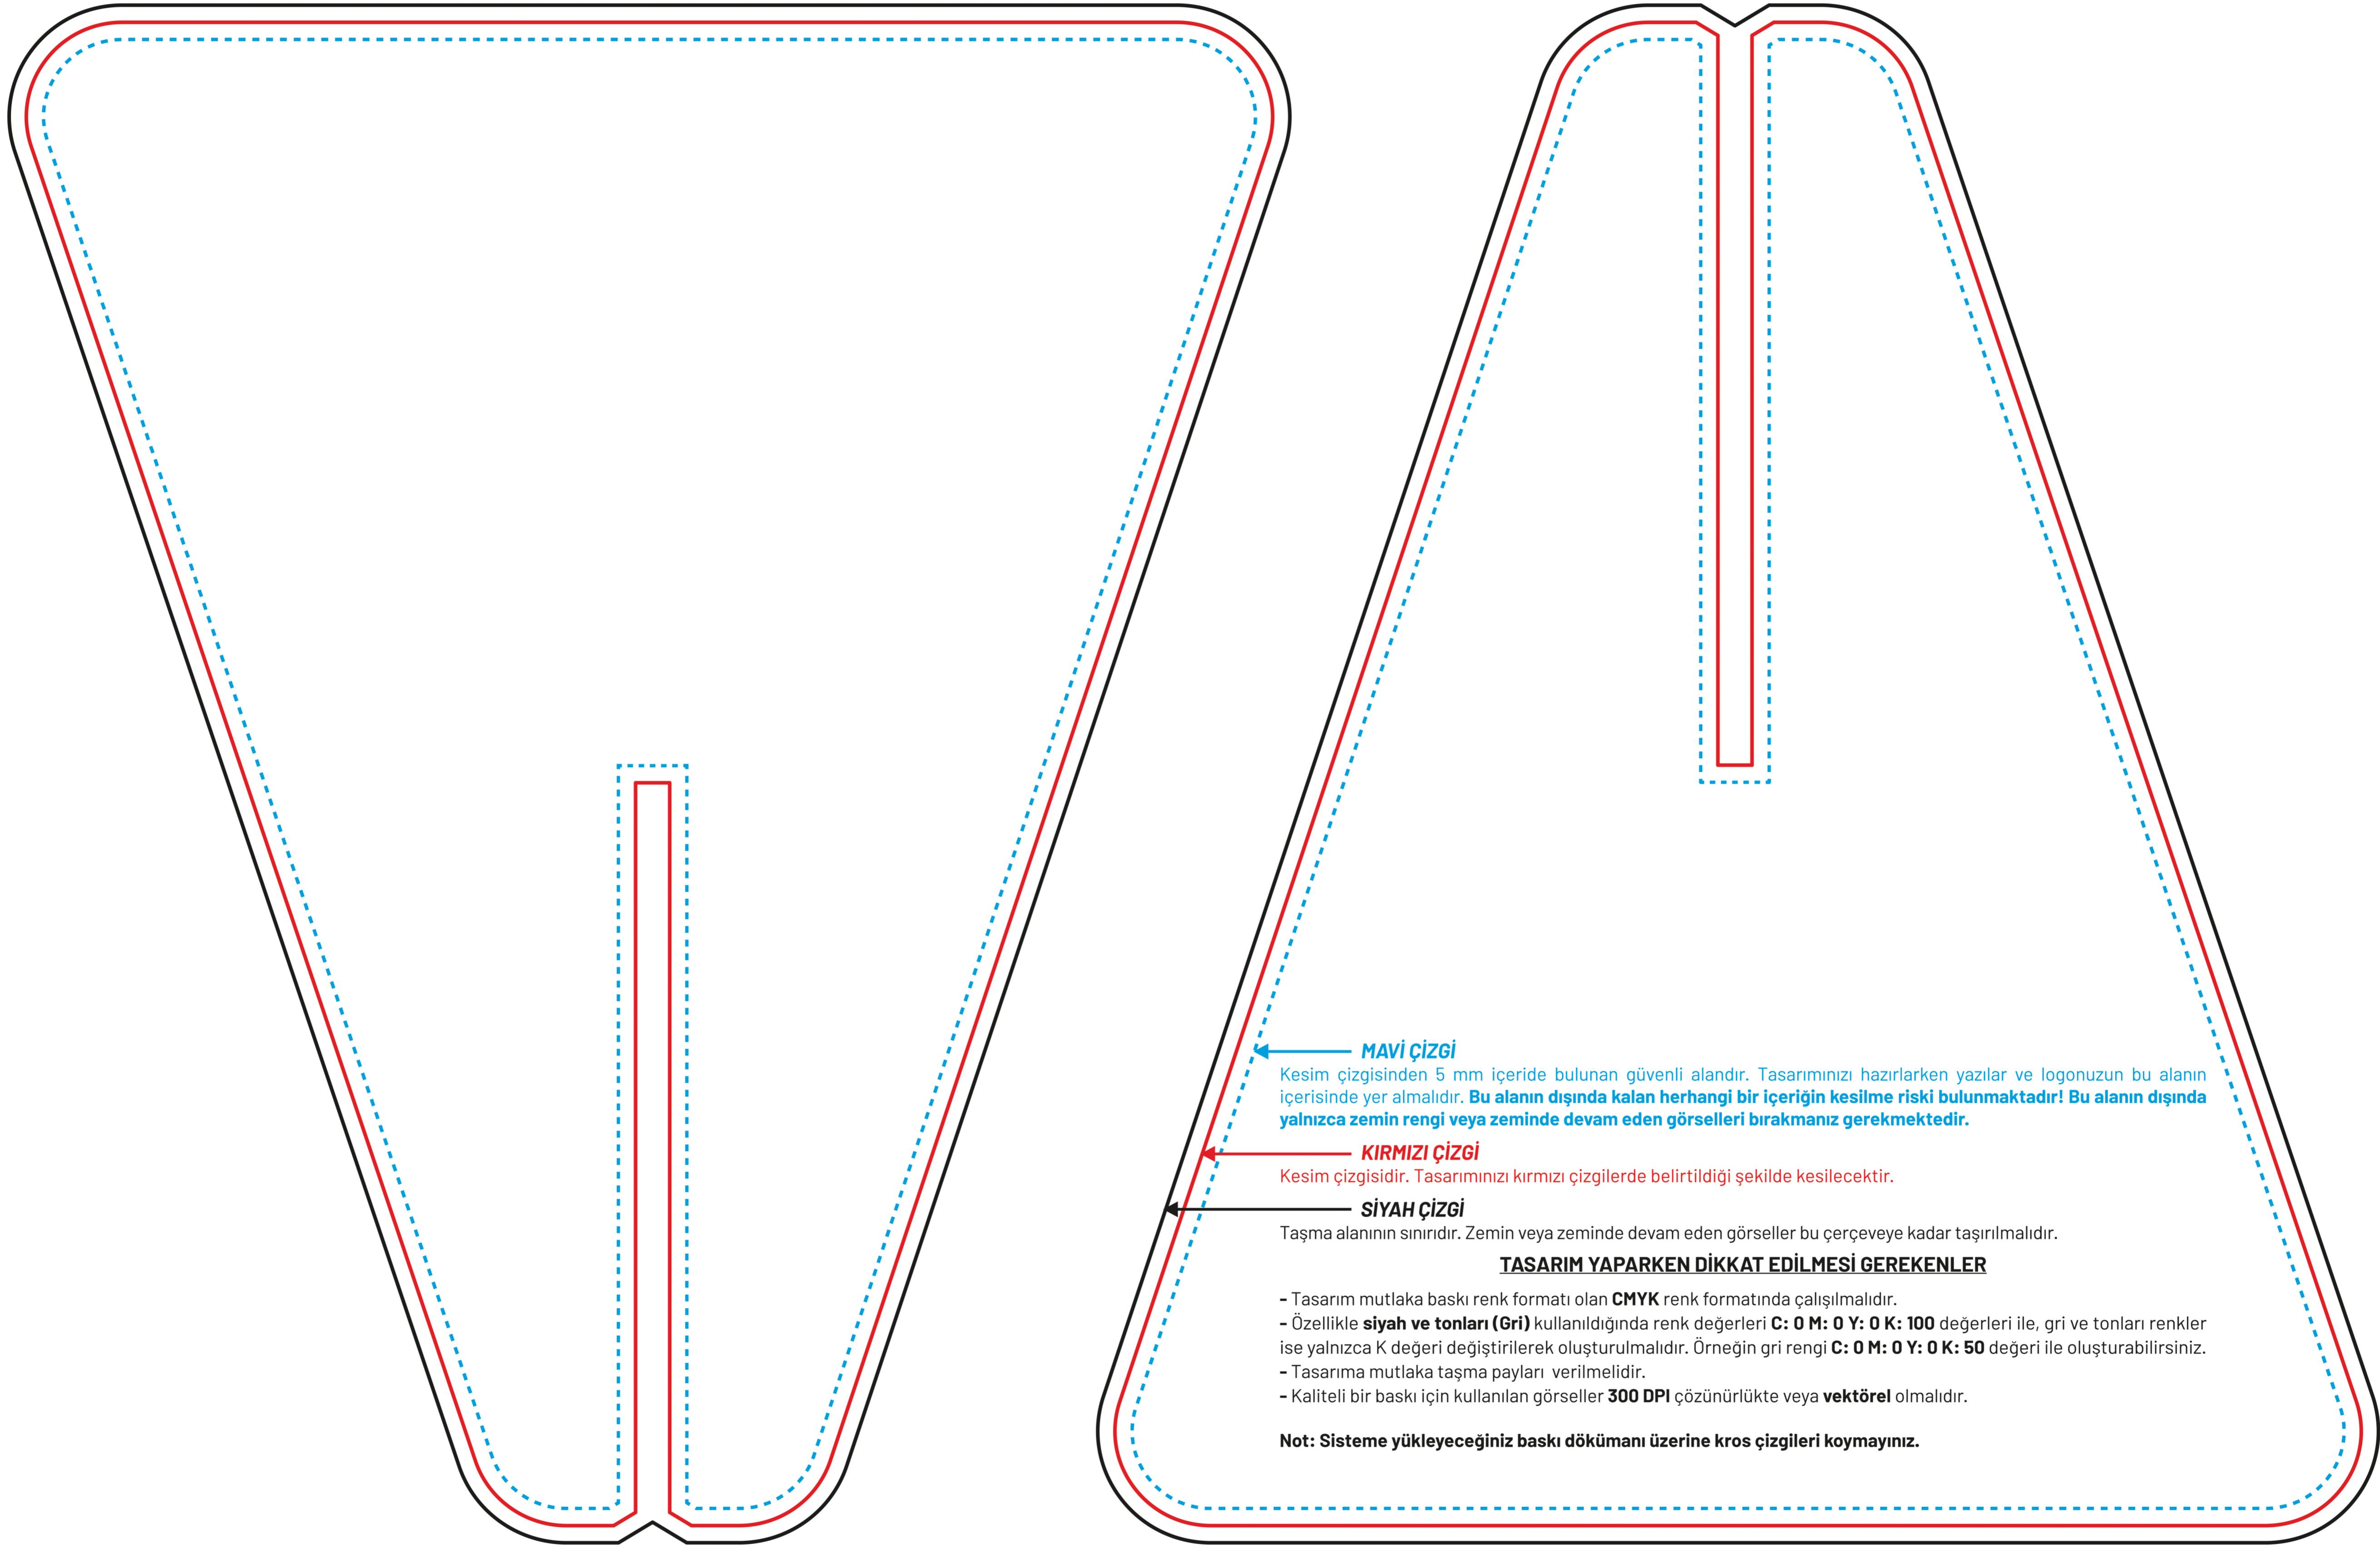 MAVİ ÇİZGİ
Kesim çizgisinden 5 mm içeride bulunan güvenli alandır. Tasarımınızı hazırlarken yazılar ve logonuzun bu alanın
içerisinde yer almalıdır. Bu alanın dışında kalan herhangi bir içeriğin kesilme riski bulunmaktadır! Bu alanın dışında
yalnızca zemin rengi veya zeminde devam eden görselleri bırakmanız gerekmektedir.
KIRMIZI ÇİZGİ
Kesim çizgisidir. Tasarımınızı kırmızı çizgilerde belirtildiği şekilde kesilecektir.
SİYAH ÇİZGİ
Taşma alanının sınırıdır. Zemin veya zeminde devam eden görseller bu çerçeveye kadar taşırılmalıdır.
TASARIM YAPARKEN DİKKAT EDİLMESİ GEREKENLER
- Tasarım mutlaka baskı renk formatı olan CMYK renk formatında çalışılmalıdır.
- Özellikle siyah ve tonları (Gri) kullanıldığında renk değerleri C: 0 M: 0 Y: 0 K: 100 değerleri ile, gri ve tonları renkler
ise yalnızca K değeri değiştirilerek oluşturulmalıdır. Örneğin gri rengi C: 0 M: 0 Y: 0 K: 50 değeri ile oluşturabilirsiniz.
- Tasarıma mutlaka taşma payları verilmelidir.
- Kaliteli bir baskı için kullanılan görseller 300 DPI çözünürlükte veya vektörel olmalıdır.
Not: Sisteme yükleyeceğiniz baskı dökümanı üzerine kros çizgileri koymayınız.